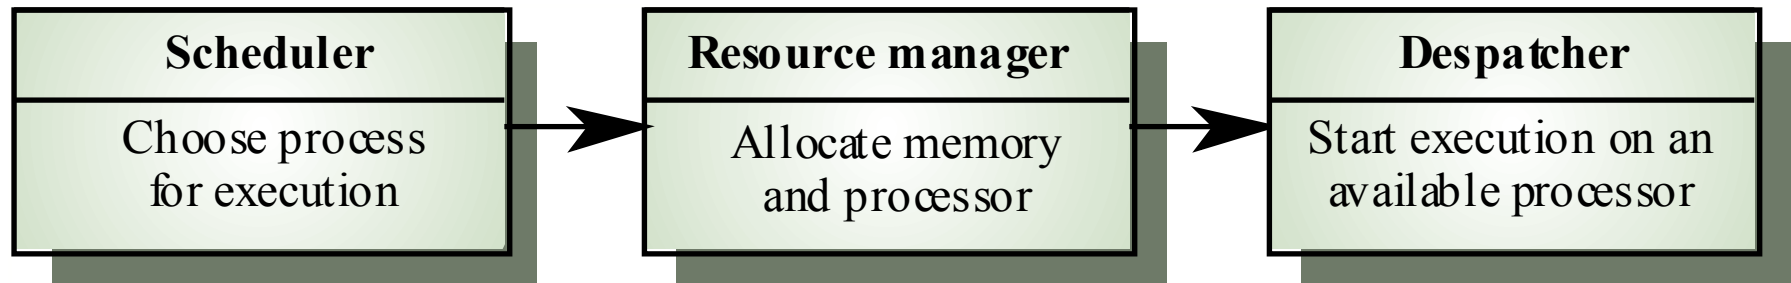 Scheduler
Choose process
for execution
Resource manager
Allocate memory
and processor
Despatcher
Start execution on an
available processor